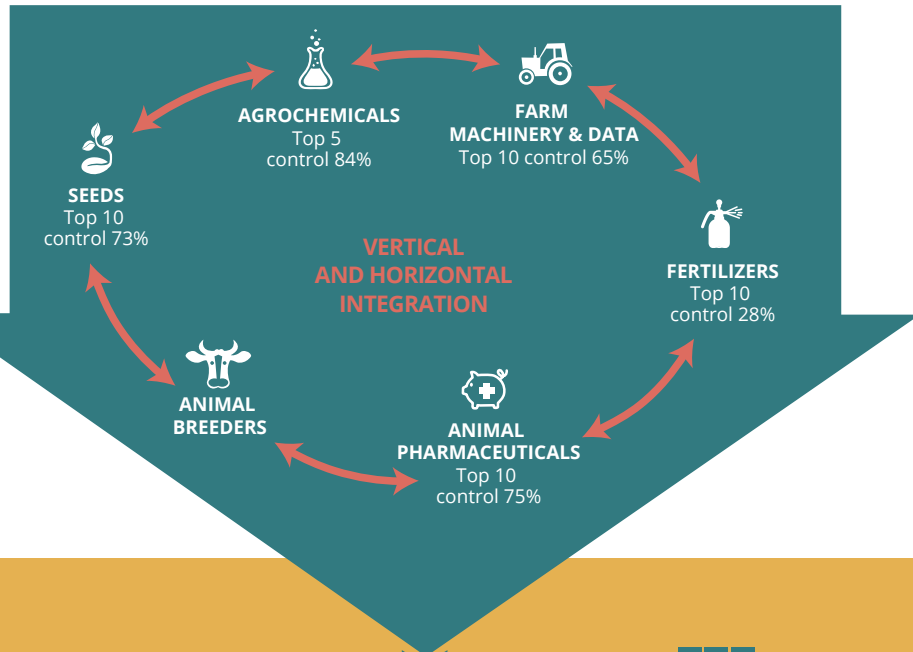 AGROCHEMICALS
Top 5
control 84%
FARM
MACHINERY & DATA
Top 10 control 65%
SEEDS
Top 10
control 73%
VERTICAL
AND HORIZONTAL
INTEGRATION
FERTILIZERS
Top 10
control 28%
ANIMAL
BREEDERS
ANIMAL
PHARMACEUTICALS
Top 10
control 75%